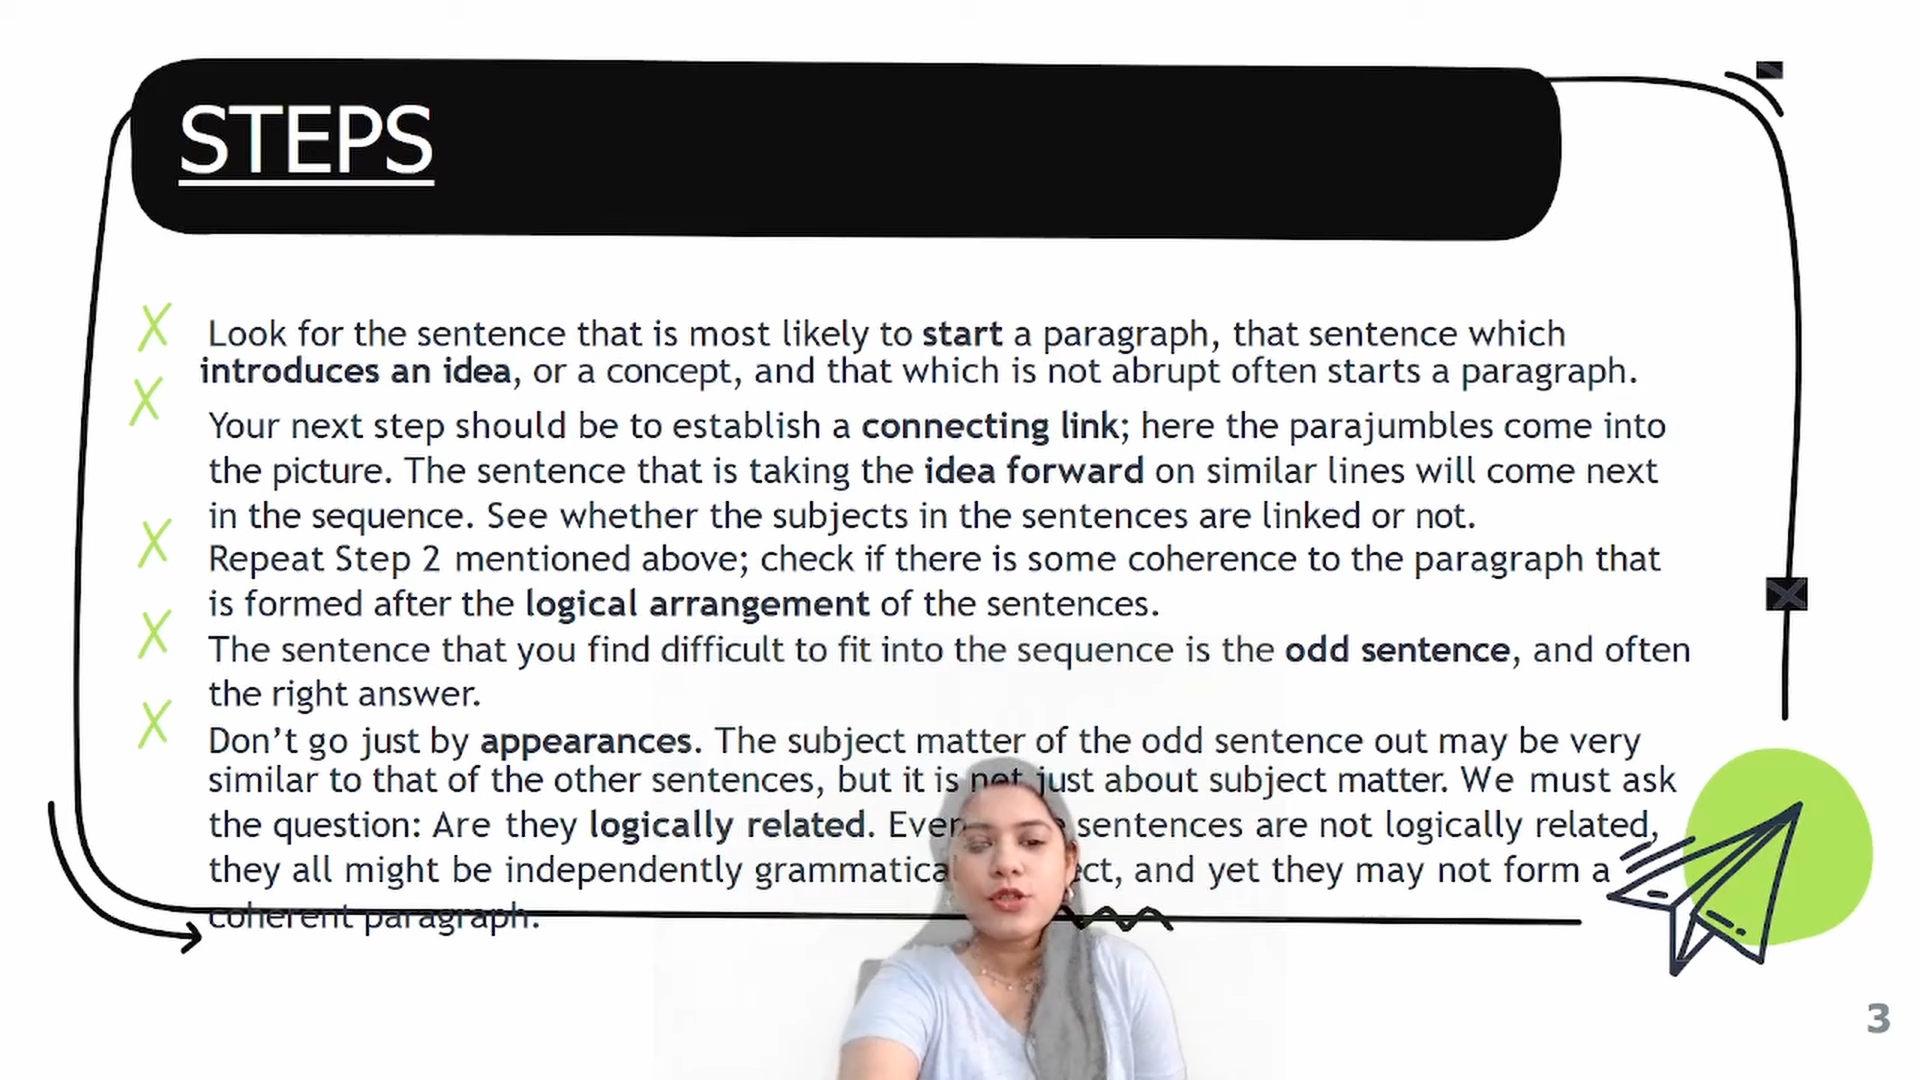 STEPS
Look for the sentence that is most likely to start a paragraph, that sentence which
introduces an idea, or a concept, and that which is not abrupt often starts a paragraph.
Your next step should be to establish a connecting link; here the parajumbles come into
the picture. The sentence that is taking the idea forward on similar lines will come next
in the sequence. See whether the subjects in the sentences are linked or not.
Repeat Step 2 mentioned above; check if there is some coherence to the paragraph that
is formed after the logical arrangement of the sentences.
The sentence that you find difficult to fit into the sequence is the odd sentence, and often
the right answer.
Don’t go just by appearances. The subject matter of the odd sentence out may be very
similar to that of the other sentences, but it is not just about subject matter. We must ask
the question: Are they logically related. sentences are not logically related,
they all might be independently and yet they may not form a
coherent paragraph.
3